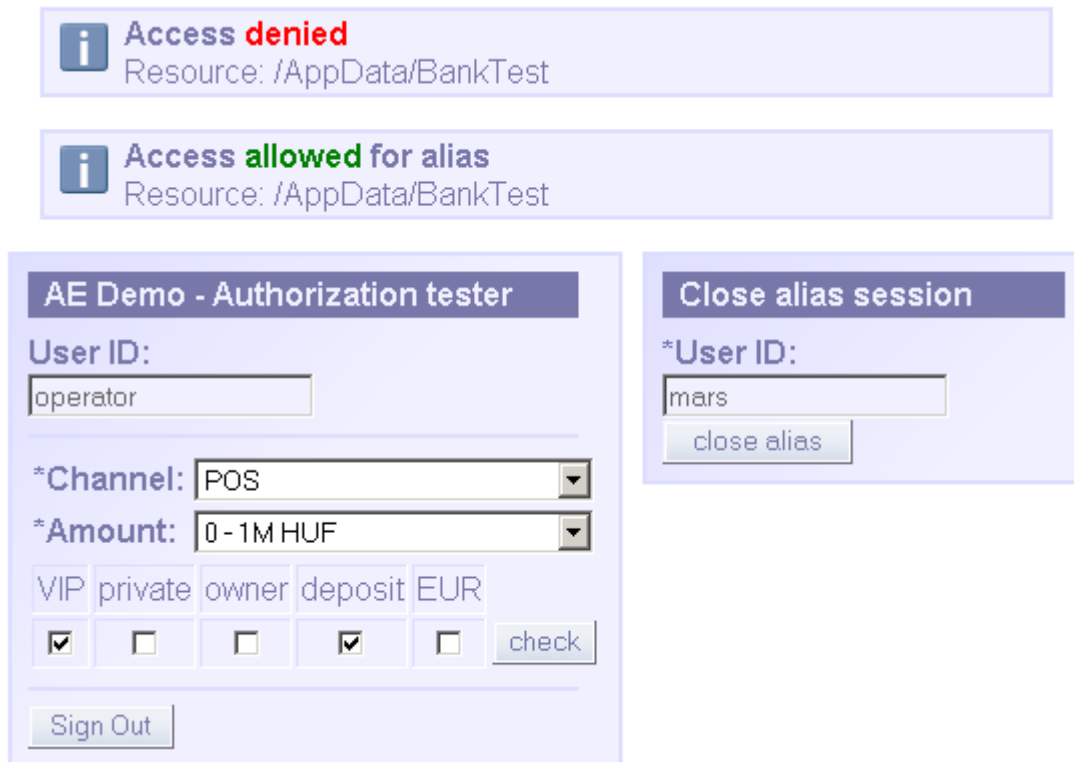 Access denied
Resource: /AppData/BankTest
Access allowed for alias
Resource: /AppData/BankTest
AE Demo - Authorization tester
User ID:
operator
*Channel: POS
*Amount: 0 - 1M HUF
VIP private owner deposit EUR
check
Sign Out
Close alias session
*User ID:
mars
close alias